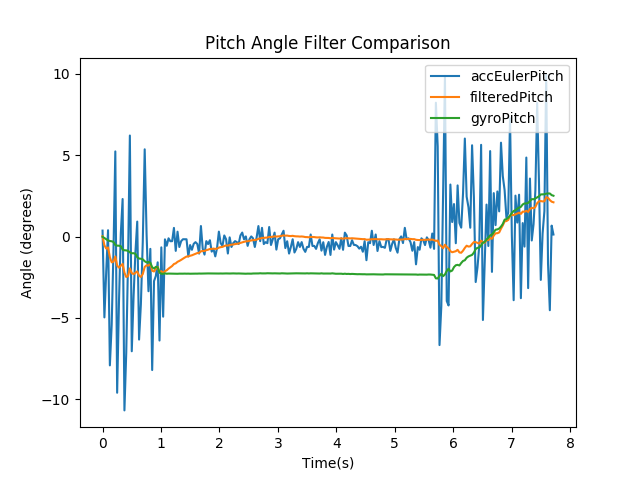 Pitch Angle Filter Comparison
accEulerPitch
filteredPitch
gyroPitch
10
5
0
−5
−10
Angle (degrees)
0 1 2 3 4 5 6 7 8
Time(s)